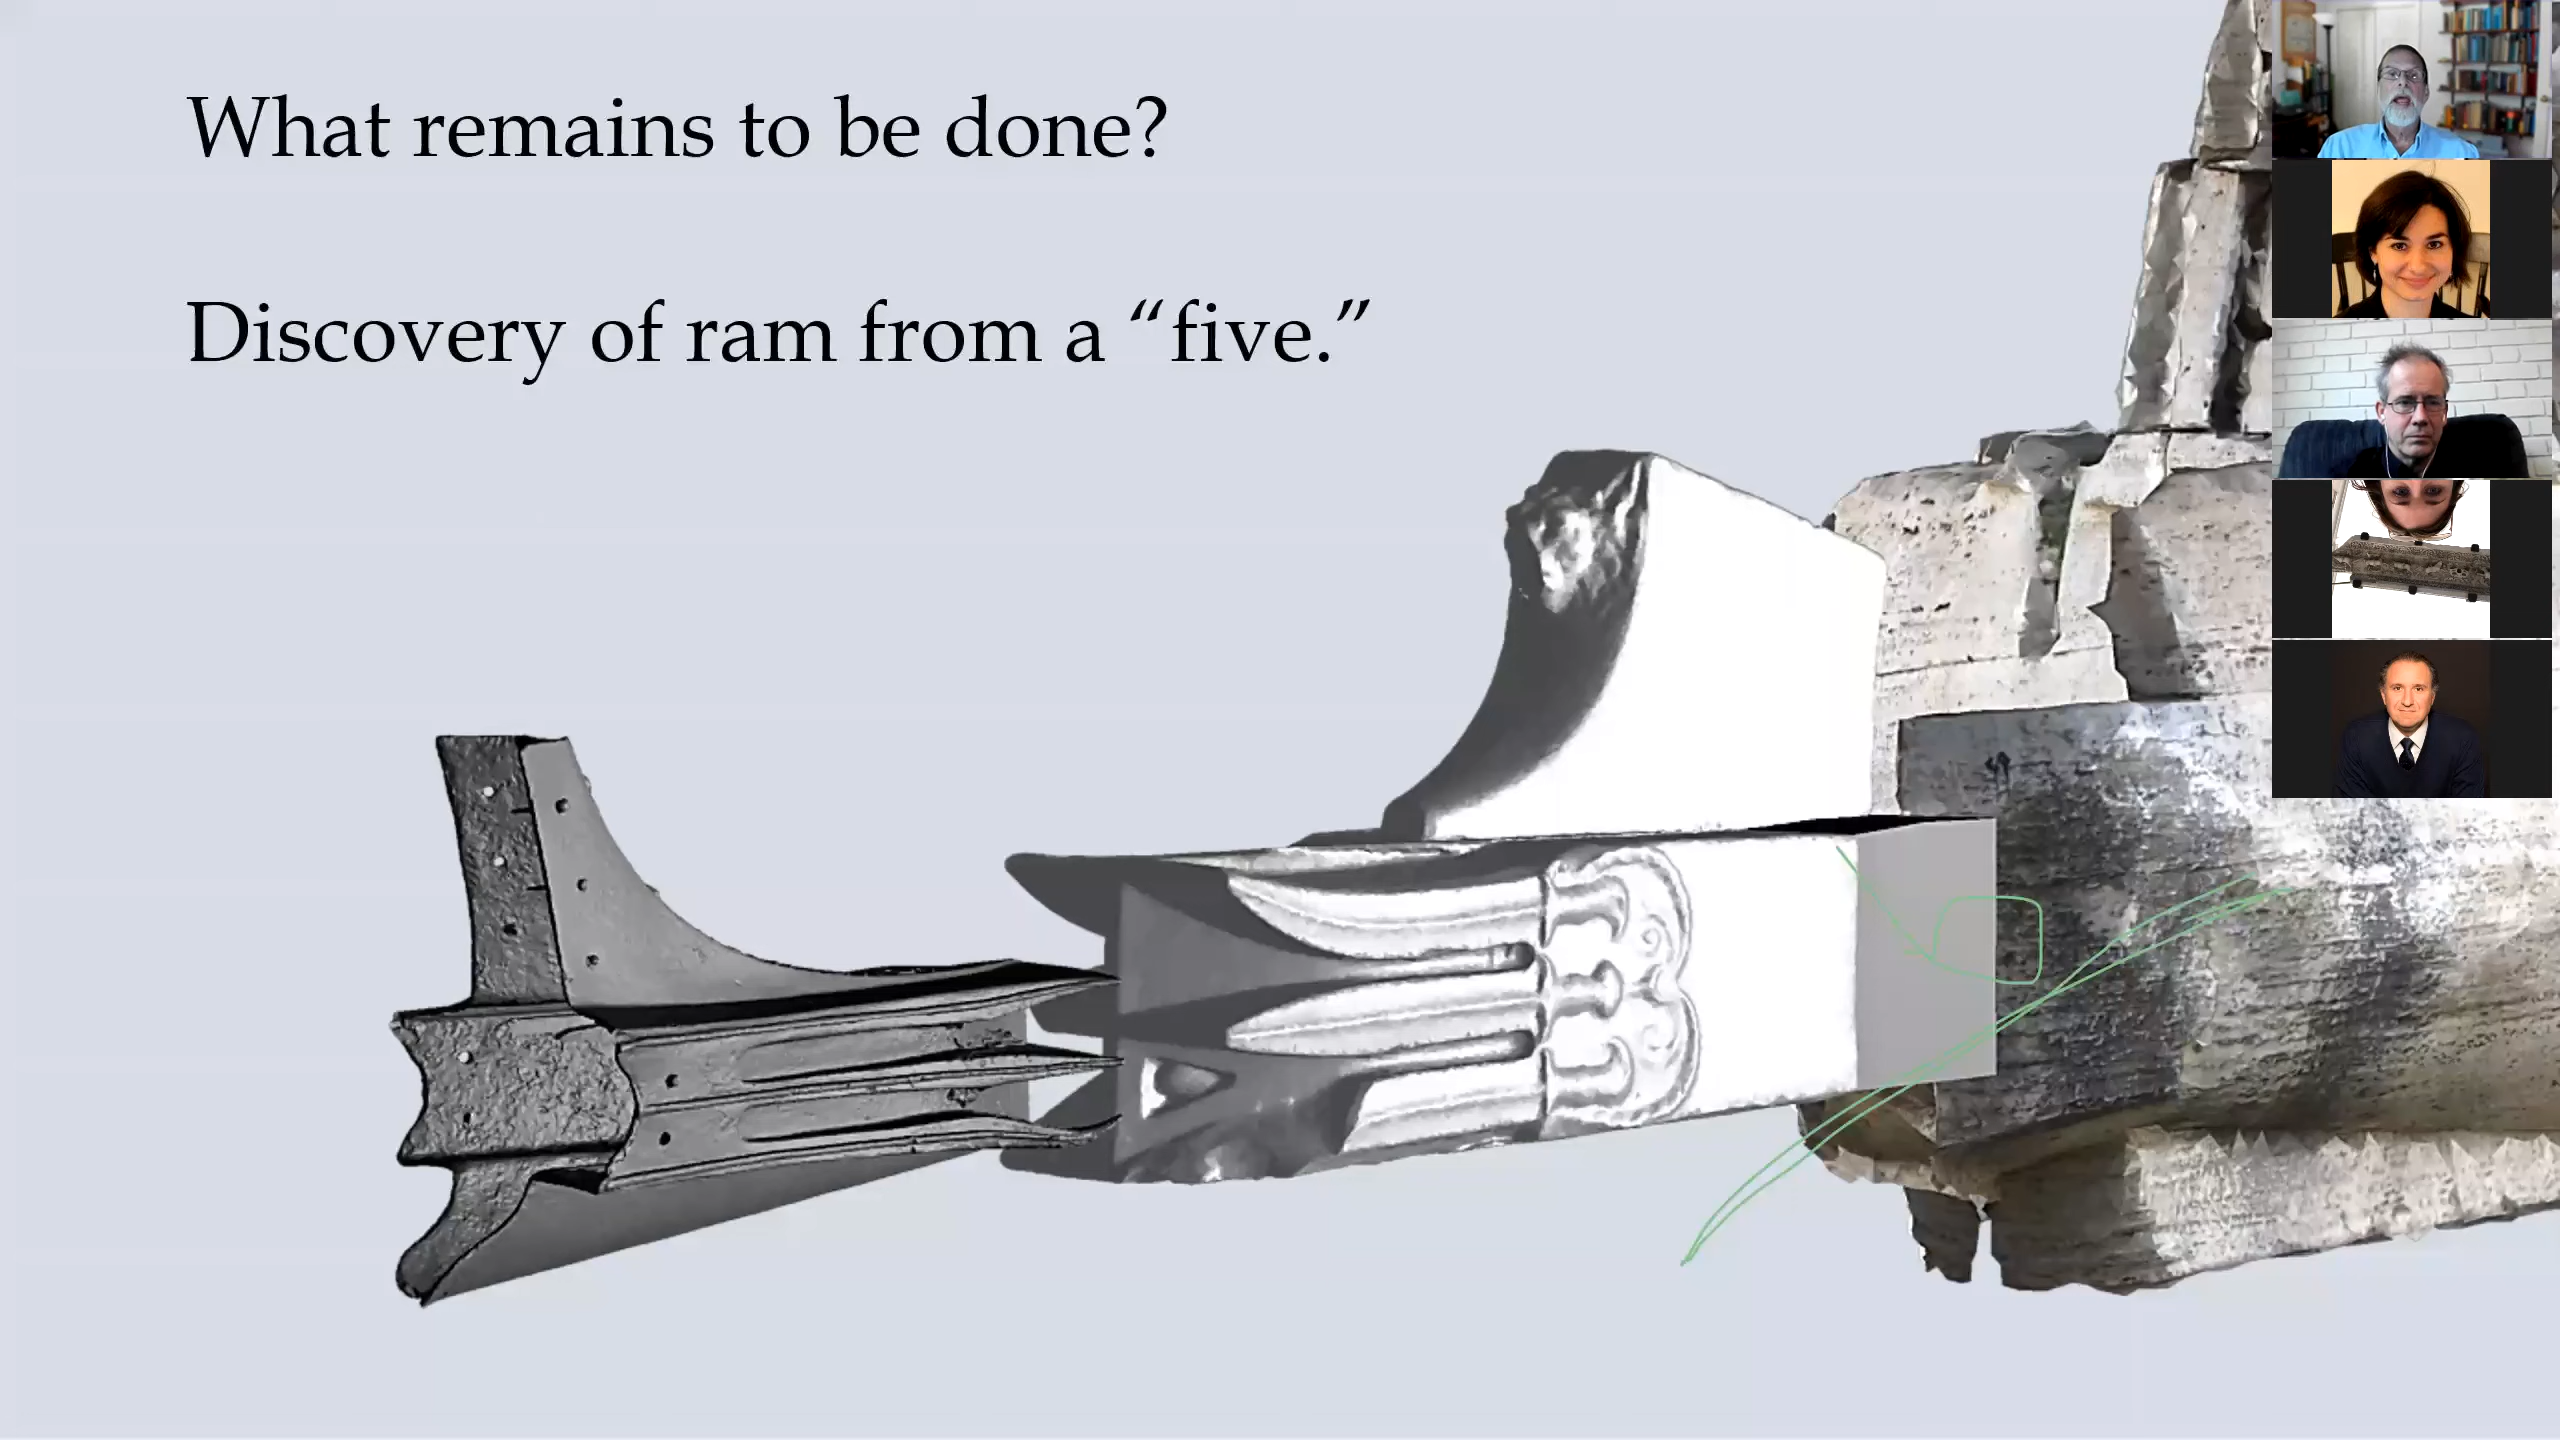 What remains to be done?
Discovery of ram from a “five.”